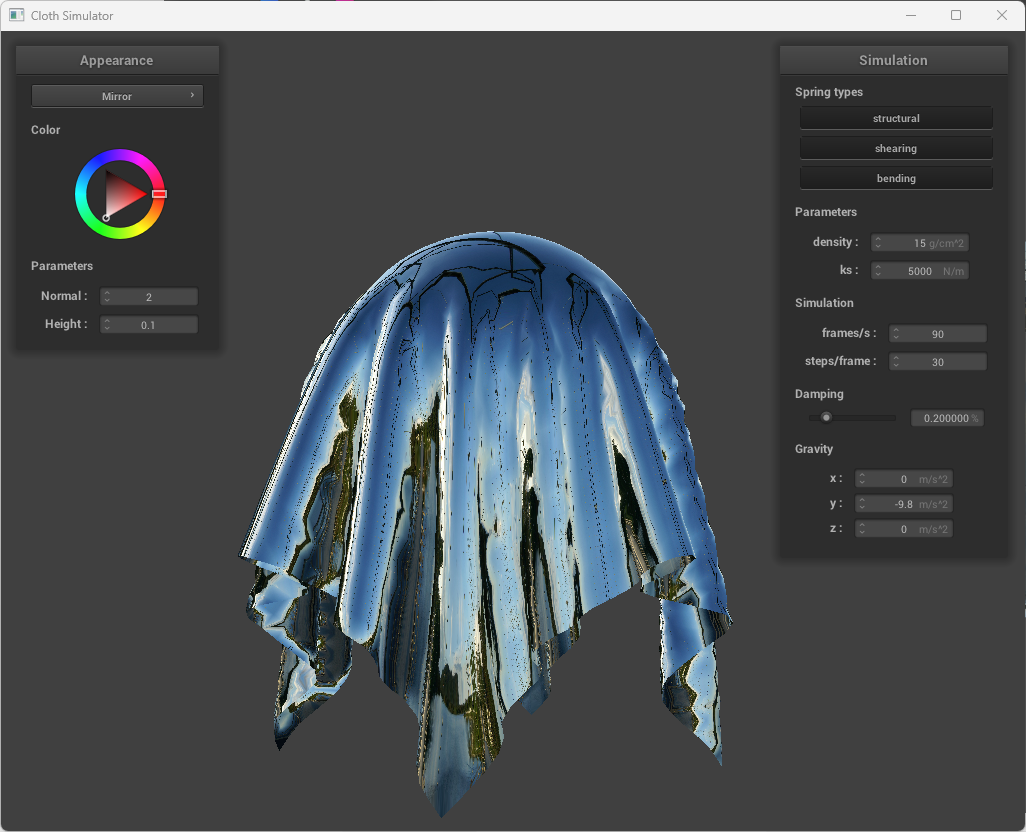 Cloth Simulator
Appearance
Mirror
Color
Parameters
Normal : 2
Height : 0.1
Simulation
Spring types
structural
shearing
bending
Parameters
density : 15 g/cm^2
ks : 5000 N/m
Simulation
frames/s : 90
steps/frame : 30
Damping
0.200000 %
Gravity
x : 0 m/s^2
y : -9.8 m/s^2
z : 0 m/s^2